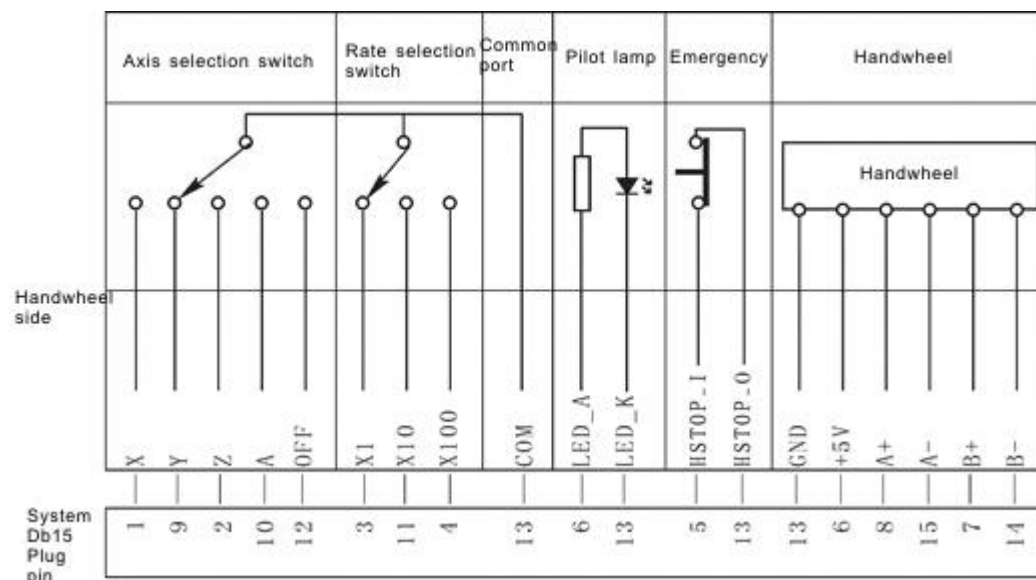 Axis selection switch
Rate selection
switch
Common
port
Pilot lamp
Emergency
Handwheel
Handwheel
Handwheel
side
X
Y
Z
A
OFF
X1
X10
X100
COM
LED_A
LED_K
HSTOP_I
HSTOP_O
GND
+5V
A+
A-
B+
B-
System
Db15
Plug
pin
1
9
2
10
12
3
11
4
13
6
13
5
13
13
6
8
15
7
14